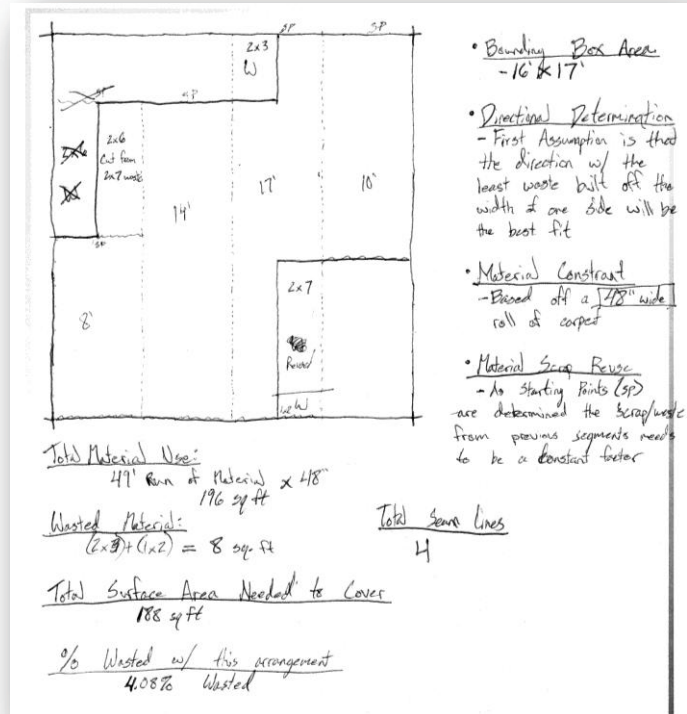 SP
SP
2x3
W
SP
2x6
Cut from
2x7 waste
14'
17'
10'
SP
8'
2x7
Reused
W
• Bounding Box Area
- 16' x 17'
• Directional Determination
- First Assumption is that
the direction w/ the
least waste built off the
width of one side will be
the best fit
• Material Constrant
- Based off a 48" wide
roll of carpet
• Material Scrap Reuse
- As Starting Points (SP)
are determined the scrap/waste
from previous segments needs
to be a constant factor
Total Material Use:
49' Run of Material x 48"
196 sq ft
Wasted Material:
(2x3)+(1x2) = 8 sq. ft
Total Surface Area Needed to Cover
188 sq ft
% Wasted w/ this arrangement
4.08% Wasted
Total Seam Lines
4